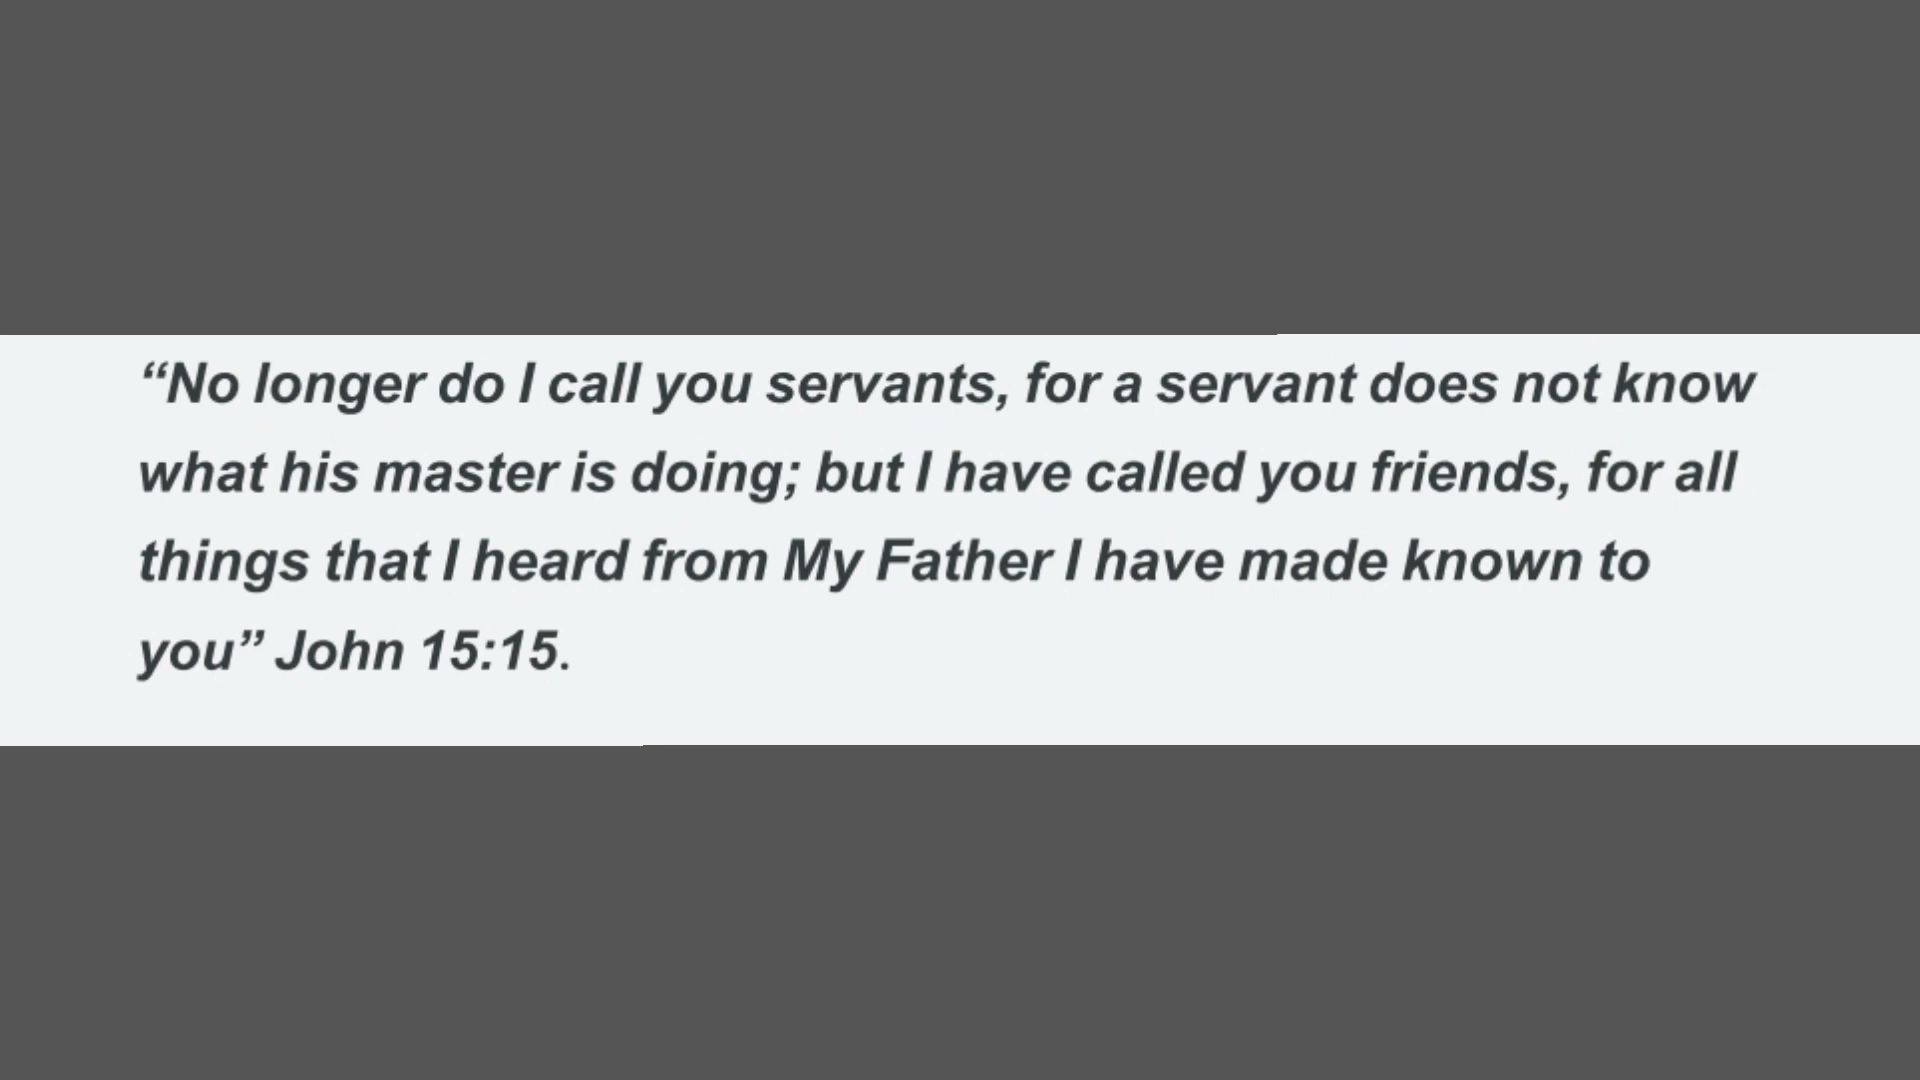 “No longer do I call you servants, for a servant does not know
what his master is doing; but I have called you friends, for all
things that I heard from My Father I have made known to
you” John 15:15.